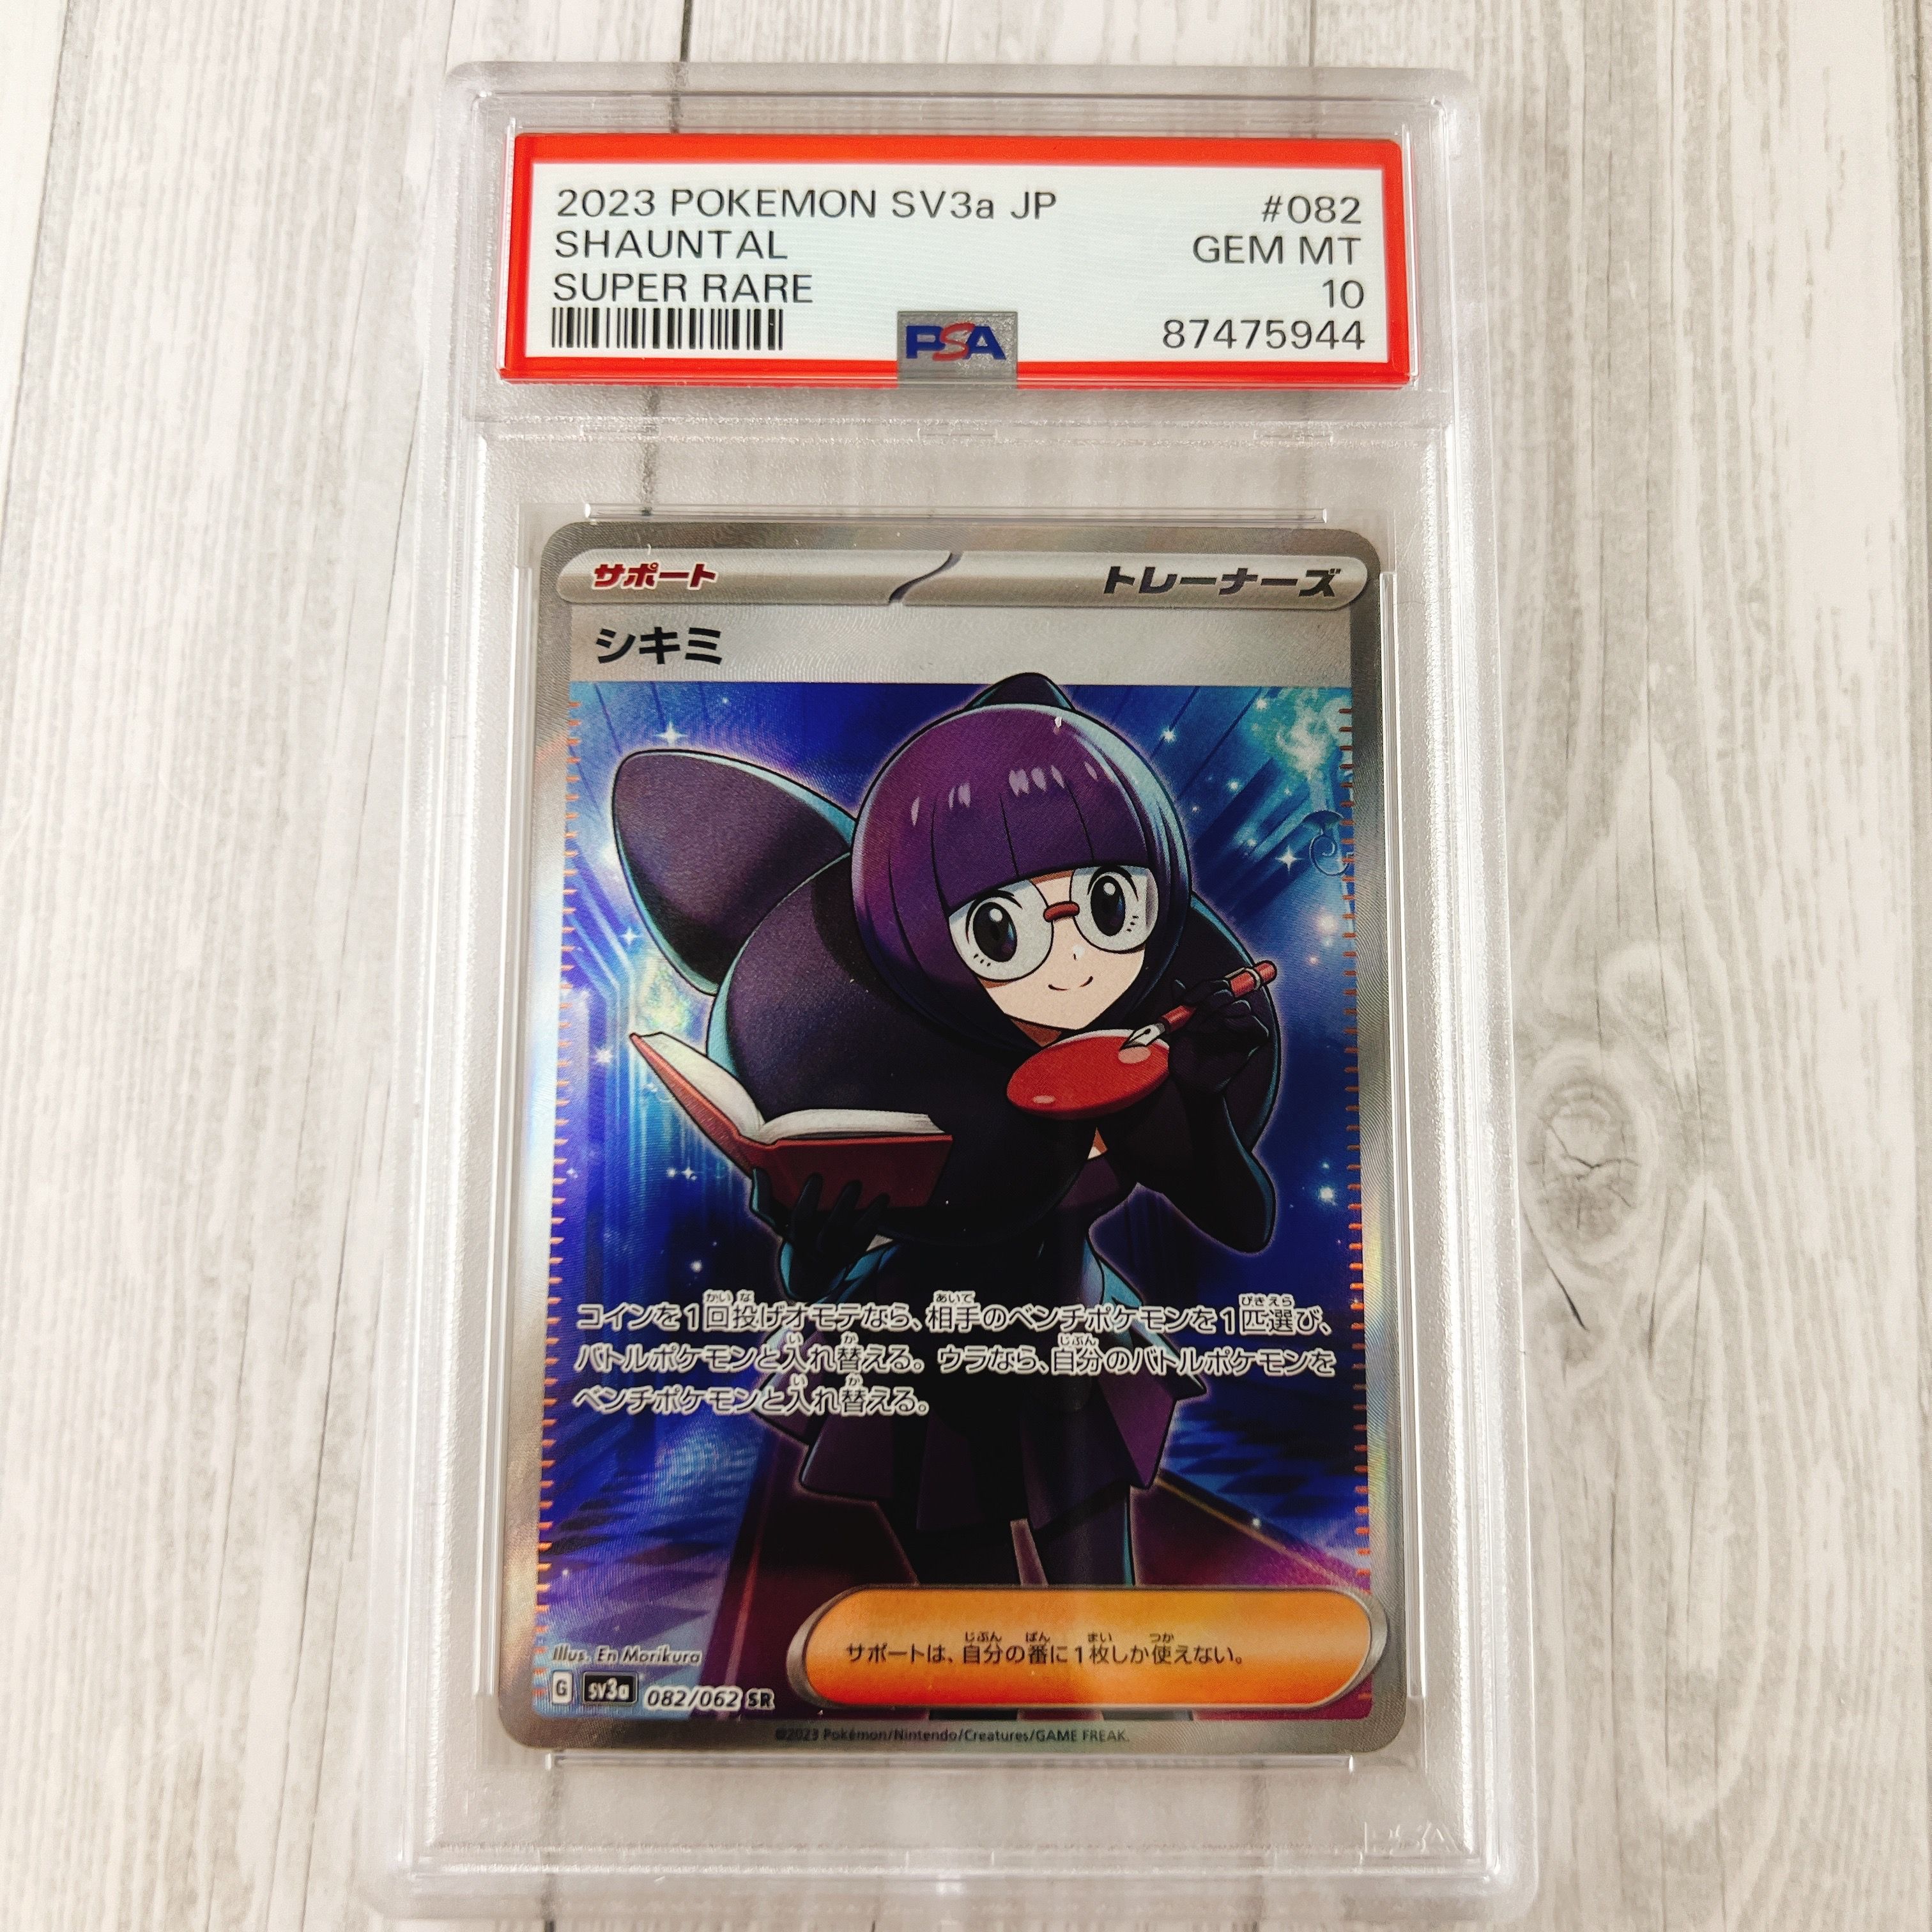 2023 POKEMON SV3a JP #082
SHAUNTAL GEM MT
SUPER RARE 10
PSA 87475944
サポート トレーナーズ
シキミ
コインを1回投げオモテなら、相手のベンチポケモンを1匹選び、
バトルポケモンと入れ替える。ウラなら、自分のバトルポケモンを
ベンチポケモンと入れ替える。
サポートは、自分の番に1枚しか使えない。
Illus. En Morikura
G sv3a 082/062 SR
©2023 Pokémon/Nintendo/Creatures/GAME FREAK.
PSA